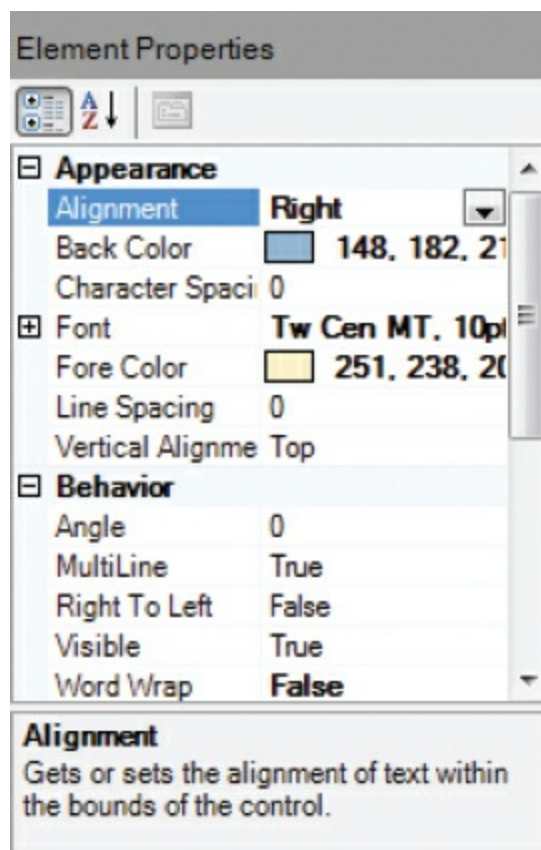 Element Properties
A Z
Appearance
Alignment Right
Back Color 148, 182, 21
Character Spaci 0
Font Tw Cen MT, 10pt
Fore Color 251, 238, 20
Line Spacing 0
Vertical Alignme Top
Behavior
Angle 0
MultiLine True
Right To Left False
Visible True
Word Wrap False
Alignment
Gets or sets the alignment of text within
the bounds of the control.